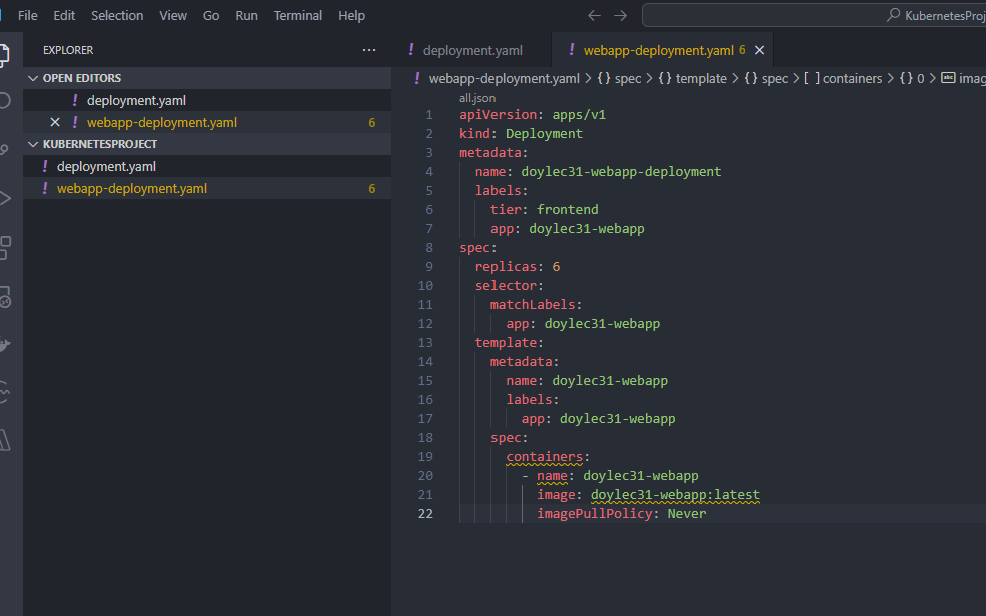 File Edit Selection View Go Run Terminal Help
KubernetesProj
EXPLORER
OPEN EDITORS
deployment.yaml
webapp-deployment.yaml 6
KUBERNETESPROJECT
deployment.yaml
webapp-deployment.yaml 6
deployment.yaml
webapp-deployment.yaml 6
webapp-deployment.yaml > {} spec > {} template > {} spec > [ ] containers > {} 0 > abc imag
all.json
1 apiVersion: apps/v1
2 kind: Deployment
3 metadata:
4   name: doylec31-webapp-deployment
5   labels:
6     tier: frontend
7     app: doylec31-webapp
8 spec:
9   replicas: 6
10   selector:
11     matchLabels:
12       app: doylec31-webapp
13   template:
14     metadata:
15       name: doylec31-webapp
16       labels:
17         app: doylec31-webapp
18     spec:
19       containers:
20         - name: doylec31-webapp
21           image: doylec31-webapp:latest
22           imagePullPolicy: Never